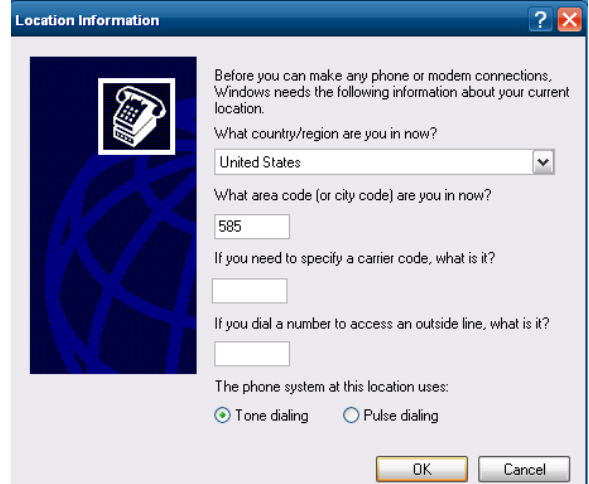 Location Information
Before you can make any phone or modem connections,
Windows needs the following information about your current
location.
What country/region are you in now?
United States
What area code (or city code) are you in now?
585
If you need to specify a carrier code, what is it?
If you dial a number to access an outside line, what is it?
The phone system at this location uses:
Tone dialing Pulse dialing
OK Cancel